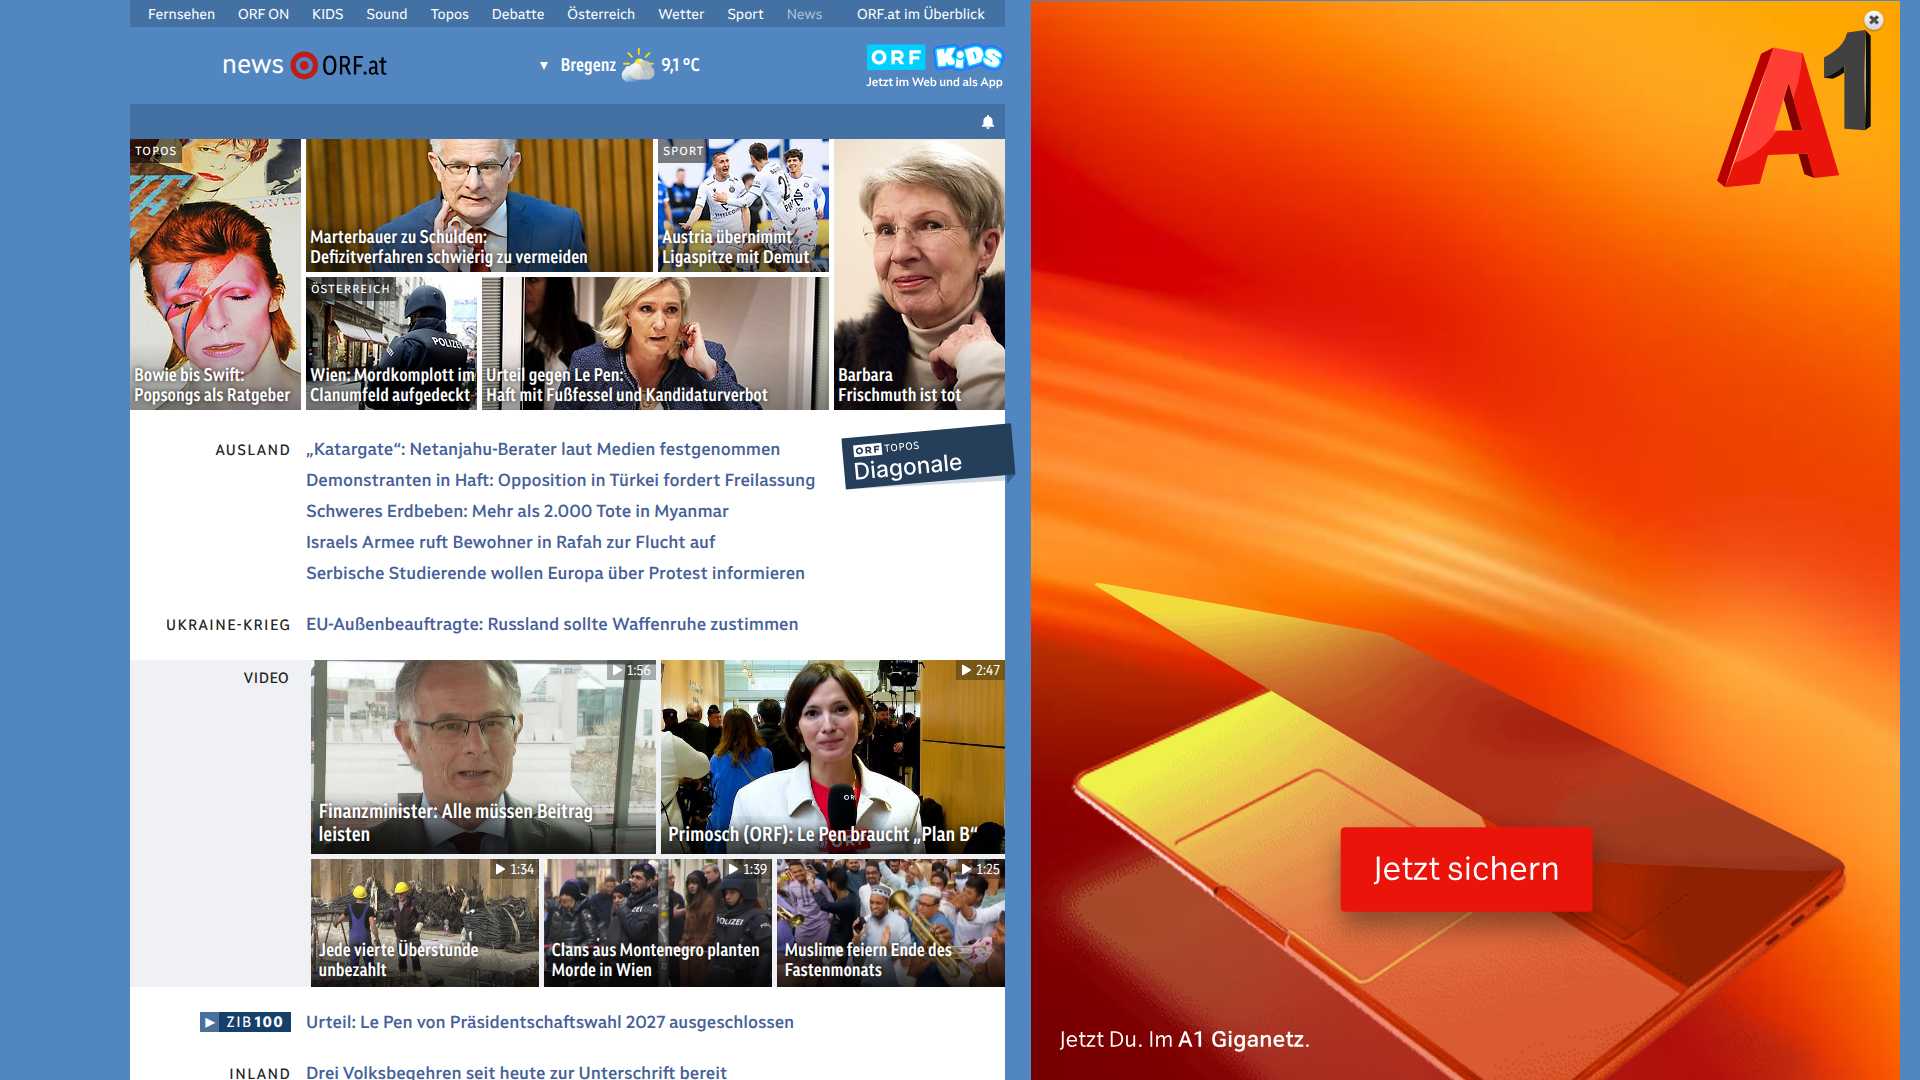 Fernsehen ORF ON KIDS Sound Topos Debatte Österreich Wetter Sport News ORF.at im Überblick
news ORF.at
▼ Bregenz 9,1 °C
ORF KiDS
Jetzt im Web und als App
A1
TOPOS
DAVID
Bowie bis Swift:
Popsongs als Ratgeber
Marterbauer zu Schulden:
Defizitverfahren schwierig zu vermeiden
SPORT
Austria übernimmt
Ligaspitze mit Demut
ÖSTERREICH
POLIZEI
Wien: Mordkomplott im
Clanumfeld aufgedeckt
Urteil gegen Le Pen:
Haft mit Fußfessel und Kandidaturverbot
Barbara
Frischmuth ist tot
AUSLAND
„Katargate“: Netanjahu-Berater laut Medien festgenommen
Demonstranten in Haft: Opposition in Türkei fordert Freilassung
Schweres Erdbeben: Mehr als 2.000 Tote in Myanmar
Israels Armee ruft Bewohner in Rafah zur Flucht auf
Serbische Studierende wollen Europa über Protest informieren
ORF TOPOS
Diagonale
UKRAINE-KRIEG
EU-Außenbeauftragte: Russland sollte Waffenruhe zustimmen
VIDEO
1:56
Finanzminister: Alle müssen Beitrag
leisten
2:47
Primosch (ORF): Le Pen braucht „Plan B“
1:34
Jede vierte Überstunde
unbezahlt
1:39
POLIZEI
Clans aus Montenegro planten
Morde in Wien
1:25
Muslime feiern Ende des
Fastenmonats
ZIB100
Urteil: Le Pen von Präsidentschaftswahl 2027 ausgeschlossen
INLAND
Drei Volksbegehren seit heute zur Unterschrift bereit
Jetzt sichern
Jetzt Du. Im A1 Giganetz.